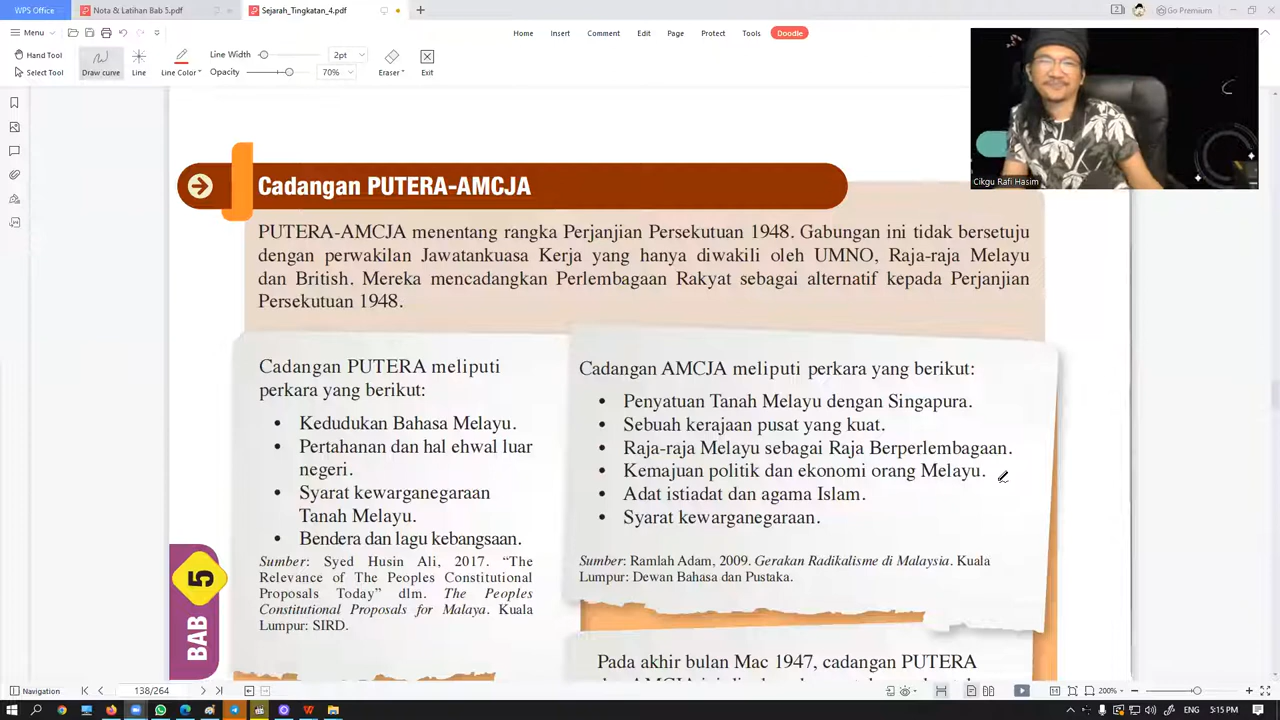 WPS Office
Nota & Latihan Bab 5.pdf
Sejarah_Tingkatan_4.pdf
Go Premium
Menu
Home
Insert
Comment
Edit
Page
Protect
Tools
Doodle
Hand Tool
Select Tool
Draw curve
Line
Line Color
Line Width
2pt
Opacity
70%
Eraser
Exit
Cikgu Rafi Hasim
Cadangan PUTERA-AMCJA
PUTERA-AMCJA menentang rangka Perjanjian Persekutuan 1948. Gabungan ini tidak bersetuju
dengan perwakilan Jawatankuasa Kerja yang hanya diwakili oleh UMNO, Raja-raja Melayu
dan British. Mereka mencadangkan Perlembagaan Rakyat sebagai alternatif kepada Perjanjian
Persekutuan 1948.
Cadangan PUTERA meliputi
perkara yang berikut:
• Kedudukan Bahasa Melayu.
• Pertahanan dan hal ehwal luar
negeri.
• Syarat kewarganegaraan
Tanah Melayu.
• Bendera dan lagu kebangsaan.
Sumber: Syed Husin Ali, 2017. “The
Relevance of The Peoples Constitutional
Proposals Today” dlm. The Peoples
Constitutional Proposals for Malaya. Kuala
Lumpur: SIRD.
Cadangan AMCJA meliputi perkara yang berikut:
• Penyatuan Tanah Melayu dengan Singapura.
• Sebuah kerajaan pusat yang kuat.
• Raja-raja Melayu sebagai Raja Berperlembagaan.
• Kemajuan politik dan ekonomi orang Melayu.
• Adat istiadat dan agama Islam.
• Syarat kewarganegaraan.
Sumber: Ramlah Adam, 2009. Gerakan Radikalisme di Malaysia. Kuala
Lumpur: Dewan Bahasa dan Pustaka.
Pada akhir bulan Mac 1947, cadangan PUTERA
BAB 5
Navigation
138/264
200%
5:15 PM